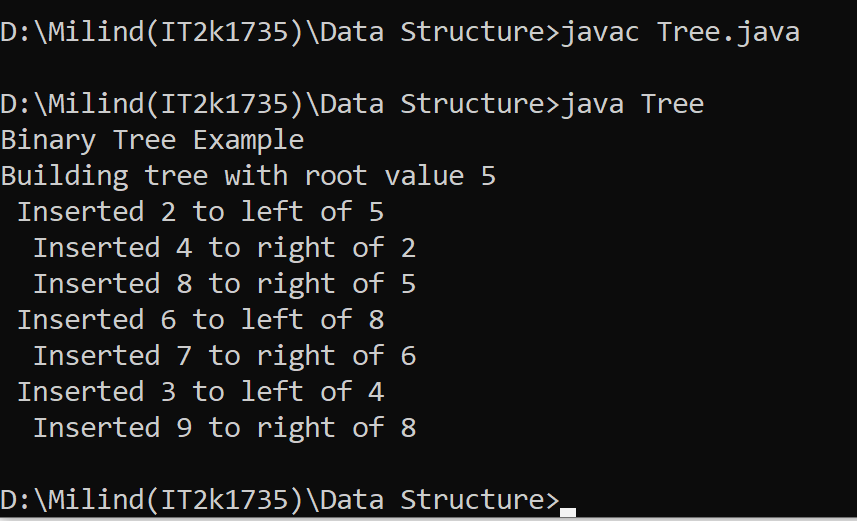 D:\Milind(IT2k1735)\Data Structure>javac Tree.java
D:\Milind(IT2k1735)\Data Structure>java Tree
Binary Tree Example
Building tree with root value 5
 Inserted 2 to left of 5
  Inserted 4 to right of 2
  Inserted 8 to right of 5
 Inserted 6 to left of 8
  Inserted 7 to right of 6
 Inserted 3 to left of 4
  Inserted 9 to right of 8
D:\Milind(IT2k1735)\Data Structure>